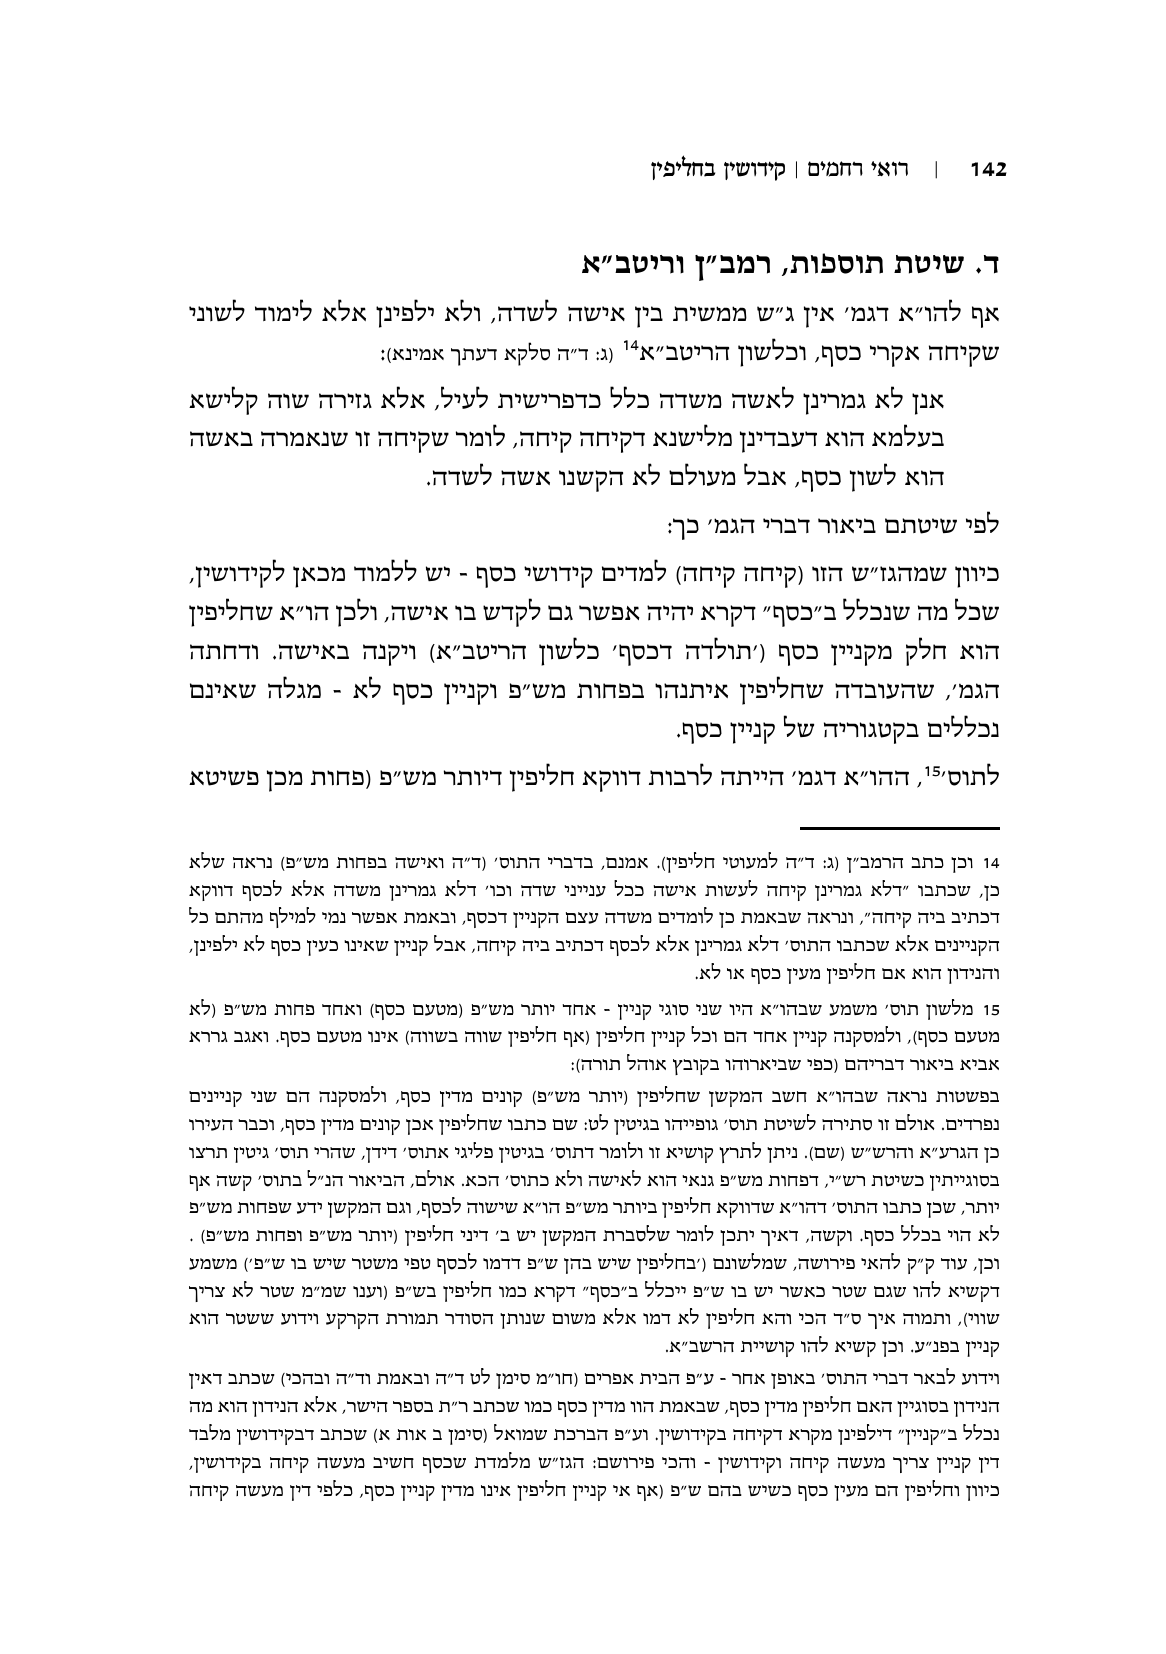 142 | רואי רחמים | קידושין בחליפין
ד. שיטת תוספות, רמב״ן וריטב״א
אף להו״א דגמ׳ אין ג״ש ממשית בין אישה לשדה, ולא ילפינן אלא לימוד לשוני
שקיחה אקרי כסף, וכלשון הריטב״א14 (ג: ד״ה סלקא דעתך אמינא):
אנן לא גמרינן לאשה משדה כלל כדפרישית לעיל, אלא גזירה שוה קלישא
בעלמא הוא דעבדינן מלישנא דקיחה קיחה, לומר שקיחה זו שנאמרה באשה
הוא לשון כסף, אבל מעולם לא הקשנו אשה לשדה.
לפי שיטתם ביאור דברי הגמ׳ כך:
כיוון שמהגז״ש הזו (קיחה קיחה) למדים קידושי כסף - יש ללמוד מכאן לקידושין,
שכל מה שנכלל ב״כסף״ דקרא יהיה אפשר גם לקדש בו אישה, ולכן הו״א שחליפין
הוא חלק מקניין כסף (׳תולדה דכסף׳ כלשון הריטב״א) ויקנה באישה. ודחתה
הגמ׳, שהעובדה שחליפין איתנהו בפחות מש״פ וקניין כסף לא - מגלה שאינם
נכללים בקטגוריה של קניין כסף.
לתוס׳15, ההו״א דגמ׳ הייתה לרבות דווקא חליפין דיותר מש״פ (פחות מכן פשיטא
14 וכן כתב הרמב״ן (ג: ד״ה למעוטי חליפין). אמנם, בדברי התוס׳ (ד״ה ואישה בפחות מש״פ) נראה שלא
כן, שכתבו ״דלא גמרינן קיחה לעשות אישה ככל ענייני שדה וכו׳ דלא גמרינן משדה אלא לכסף דווקא
דכתיב ביה קיחה״, ונראה שבאמת כן לומדים משדה עצם הקניין דכסף, ובאמת אפשר נמי למילף מהתם כל
הקניינים אלא שכתבו התוס׳ דלא גמרינן אלא לכסף דכתיב ביה קיחה, אבל קניין שאינו כעין כסף לא ילפינן,
והנידון הוא אם חליפין מעין כסף או לא.
15 מלשון תוס׳ משמע שבהו״א היו שני סוגי קניין - אחד יותר מש״פ (מטעם כסף) ואחד פחות מש״פ (לא
מטעם כסף), ולמסקנה קניין אחד הם וכל קניין חליפין (אף חליפין שווה בשווה) אינו מטעם כסף. ואגב גררא
אביא ביאור דבריהם (כפי שביארוהו בקובץ אוהל תורה):
בפשטות נראה שבהו״א חשב המקשן שחליפין (יותר מש״פ) קונים מדין כסף, ולמסקנה הם שני קניינים
נפרדים. אולם זו סתירה לשיטת תוס׳ גופייהו בגיטין לט: שם כתבו שחליפין אכן קונים מדין כסף, וכבר העירו
כן הגרע״א והרש״ש (שם). ניתן לתרץ קושיא זו ולומר דתוס׳ בגיטין פליגי אתוס׳ דידן, שהרי תוס׳ גיטין תרצו
בסוגייתין כשיטת רש״י, דפחות מש״פ גנאי הוא לאישה ולא כתוס׳ הכא. אולם, הביאור הנ״ל בתוס׳ קשה אף
יותר, שכן כתבו התוס׳ דהו״א שדווקא חליפין ביותר מש״פ הו״א שישוה לכסף, וגם המקשן ידע שפחות מש״פ
לא הוי בכלל כסף. וקשה, דאיך יתכן לומר שלסברת המקשן יש ב׳ דיני חליפין (יותר מש״פ ופחות מש״פ) .
וכן, עוד ק״ק להאי פירושה, שמלשונם (׳בחליפין שיש בהן ש״פ דדמו לכסף טפי משטר שיש בו ש״פ׳) משמע
דקשיא להו שגם שטר כאשר יש בו ש״פ ייכלל ב״כסף״ דקרא כמו חליפין בש״פ (וענו שמ״מ שטר לא צריך
שווי), ותמוה איך ס״ד הכי והא חליפין לא דמו אלא משום שנותן הסודר תמורת הקרקע וידוע ששטר הוא
קניין בפנ״ע. וכן קשיא להו קושיית הרשב״א.
וידוע לבאר דברי התוס׳ באופן אחר - ע״פ הבית אפרים (חו״מ סימן לט ד״ה ובאמת וד״ה ובהכי) שכתב דאין
הנידון בסוגיין האם חליפין מדין כסף, שבאמת הוו מדין כסף כמו שכתב ר״ת בספר הישר, אלא הנידון הוא מה
נכלל ב״קניין״ דילפינן מקרא דקיחה בקידושין. וע״פ הברכת שמואל (סימן ב אות א) שכתב דבקידושין מלבד
דין קניין צריך מעשה קיחה וקידושין - והכי פירושם: הגז״ש מלמדת שכסף חשיב מעשה קיחה בקידושין,
כיוון וחליפין הם מעין כסף כשיש בהם ש״פ (אף אי קניין חליפין אינו מדין קניין כסף, כלפי דין מעשה קיחה